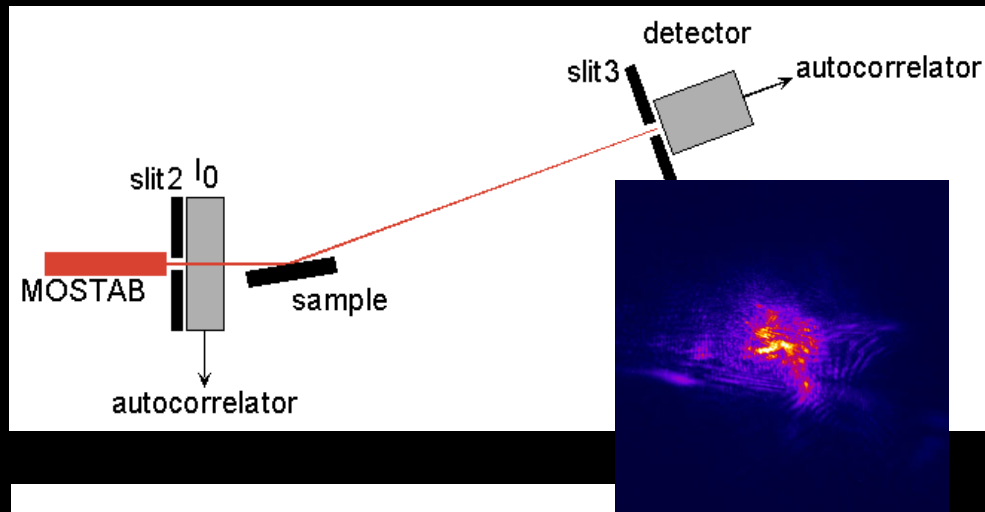 detector
slit3
autocorrelator
slit2 I0
MOSTAB
sample
autocorrelator